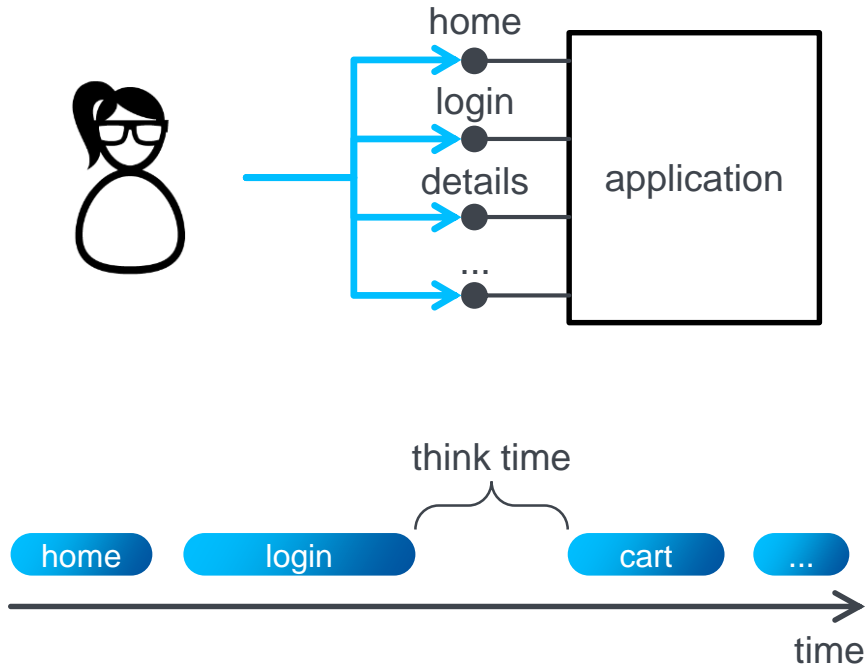 home
login
details
...
application
think time
home
login
cart
...
time